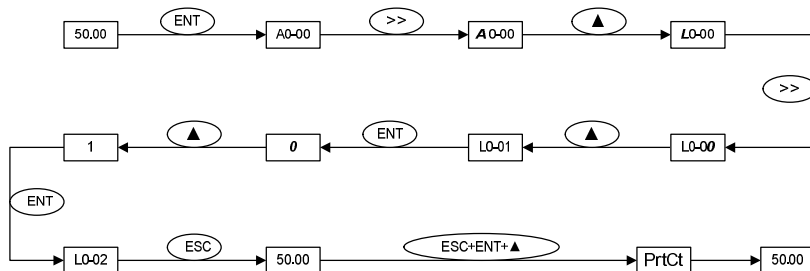 50.00 ENT A0-00 >> A0-00 ▲ L0-00
>>
1 ▲ 0 ENT L0-01 ▲ L0-00
ENT
L0-02 ESC 50.00 ESC+ENT+▲ PrtCt 50.00